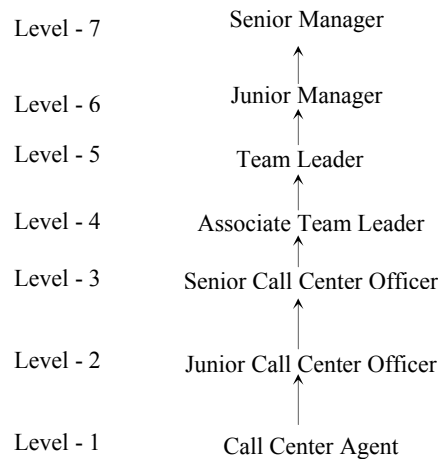 Level - 7 Senior Manager
Level - 6 Junior Manager
Level - 5 Team Leader
Level - 4 Associate Team Leader
Level - 3 Senior Call Center Officer
Level - 2 Junior Call Center Officer
Level - 1 Call Center Agent